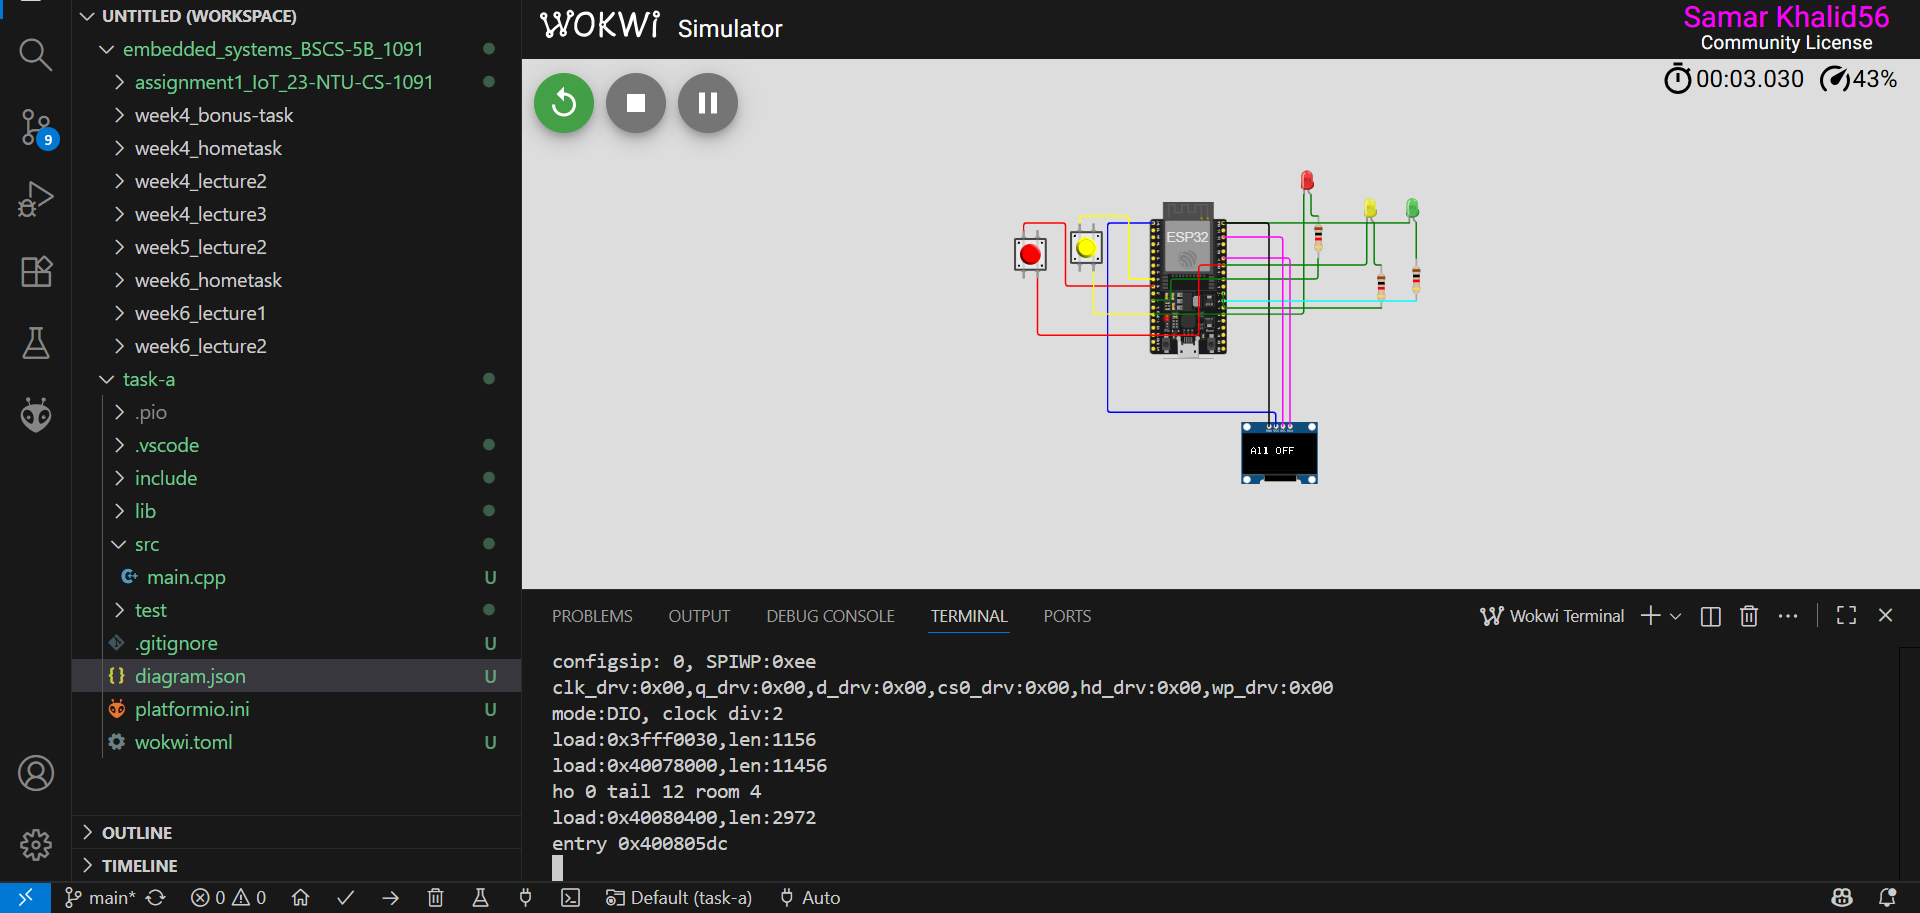 UNTITLED (WORKSPACE)
embedded_systems_BSCS-5B_1091
assignment1_IoT_23-NTU-CS-1091
week4_bonus-task
week4_hometask
week4_lecture2
week4_lecture3
week5_lecture2
week6_hometask
week6_lecture1
week6_lecture2
task-a
.pio
.vscode
include
lib
src
main.cpp U
test
.gitignore U
diagram.json U
platformio.ini U
wokwi.toml U
OUTLINE
TIMELINE
9
WOKWi Simulator
Samar Khalid56
Community License
00:03.030 43%
ESP32
All OFF
PROBLEMS OUTPUT DEBUG CONSOLE TERMINAL PORTS
Wokwi Terminal
configsip: 0, SPIWP:0xee
clk_drv:0x00,q_drv:0x00,d_drv:0x00,cs0_drv:0x00,hd_drv:0x00,wp_drv:0x00
mode:DIO, clock div:2
load:0x3fff0030,len:1156
load:0x40078000,len:11456
ho 0 tail 12 room 4
load:0x40080400,len:2972
entry 0x400805dc
main* 0 0 Default (task-a) Auto